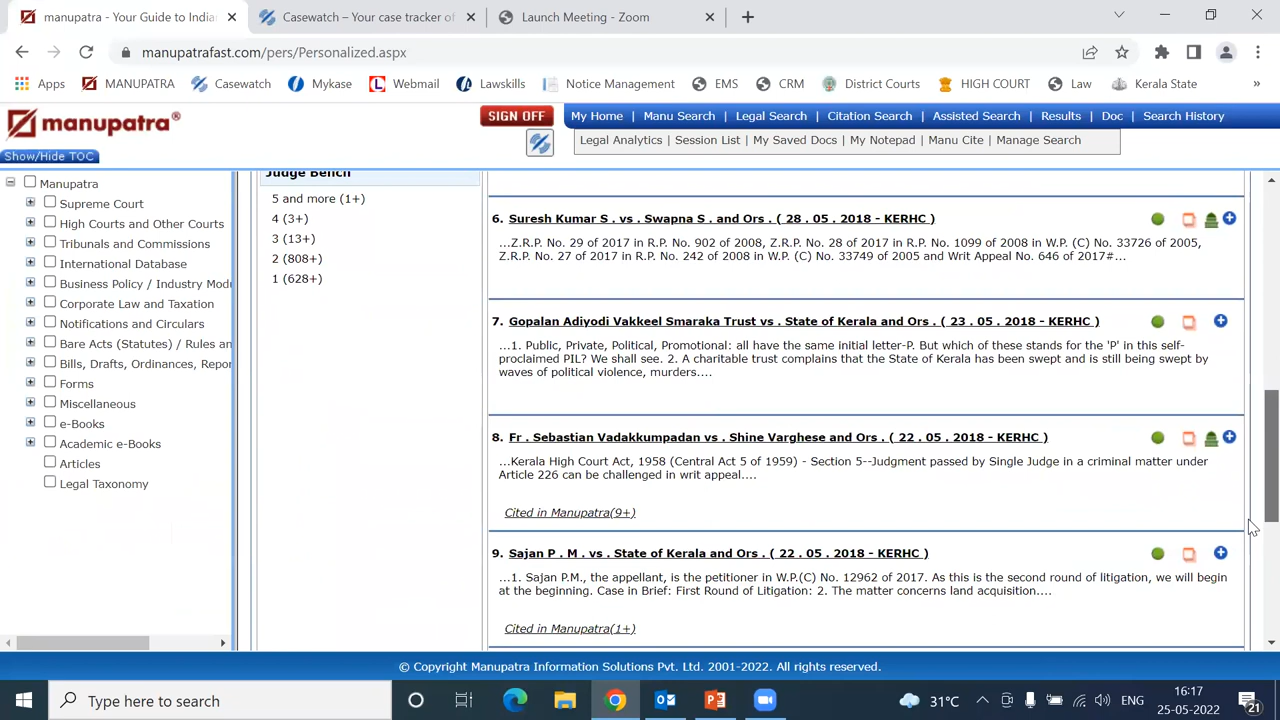 manupatra - Your Guide to India
Casewatch – Your case tracker of
Launch Meeting - Zoom
manupatrafast.com/pers/Personalized.aspx
Apps
MANUPATRA
Casewatch
Mykase
Webmail
Lawskills
Notice Management
EMS
CRM
District Courts
HIGH COURT
Law
Kerala State
»
manupatra®
SIGN OFF
My Home | Manu Search | Legal Search | Citation Search | Assisted Search | Results | Doc | Search History
Legal Analytics | Session List | My Saved Docs | My Notepad | Manu Cite | Manage Search
Show/Hide TOC
Manupatra
Supreme Court
High Courts and Other Courts
Tribunals and Commissions
International Database
Business Policy / Industry Modu
Corporate Law and Taxation
Notifications and Circulars
Bare Acts (Statutes) / Rules an
Bills, Drafts, Ordinances, Repor
Forms
Miscellaneous
e-Books
Academic e-Books
Articles
Legal Taxonomy
Judge Bench
5 and more (1+)
4 (3+)
3 (13+)
2 (808+)
1 (628+)
6. Suresh Kumar S . vs . Swapna S . and Ors . ( 28 . 05 . 2018 - KERHC )
...Z.R.P. No. 29 of 2017 in R.P. No. 902 of 2008, Z.R.P. No. 28 of 2017 in R.P. No. 1099 of 2008 in W.P. (C) No. 33726 of 2005,
Z.R.P. No. 27 of 2017 in R.P. No. 242 of 2008 in W.P. (C) No. 33749 of 2005 and Writ Appeal No. 646 of 2017#...
7. Gopalan Adiyodi Vakkeel Smaraka Trust vs . State of Kerala and Ors . ( 23 . 05 . 2018 - KERHC )
...1. Public, Private, Political, Promotional: all have the same initial letter-P. But which of these stands for the 'P' in this self-
proclaimed PIL? We shall see. 2. A charitable trust complains that the State of Kerala has been swept and is still being swept by
waves of political violence, murders....
8. Fr . Sebastian Vadakkumpadan vs . Shine Varghese and Ors . ( 22 . 05 . 2018 - KERHC )
...Kerala High Court Act, 1958 (Central Act 5 of 1959) - Section 5--Judgment passed by Single Judge in a criminal matter under
Article 226 can be challenged in writ appeal....
Cited in Manupatra(9+)
9. Sajan P . M . vs . State of Kerala and Ors . ( 22 . 05 . 2018 - KERHC )
...1. Sajan P.M., the appellant, is the petitioner in W.P.(C) No. 12962 of 2017. As this is the second round of litigation, we will begin
at the beginning. Case in Brief: First Round of Litigation: 2. The matter concerns land acquisition....
Cited in Manupatra(1+)
© Copyright Manupatra Information Solutions Pvt. Ltd. 2001-2022. All rights reserved.
Type here to search
31°C
ENG
16:17
25-05-2022
21